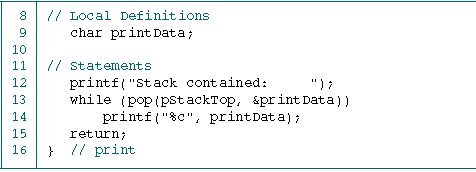 8 // Local Definitions
9 char printData;
10
11 // Statements
12 printf("Stack contained:     ");
13 while (pop(pStackTop, &printData))
14 printf("%c", printData);
15 return;
16 } // print